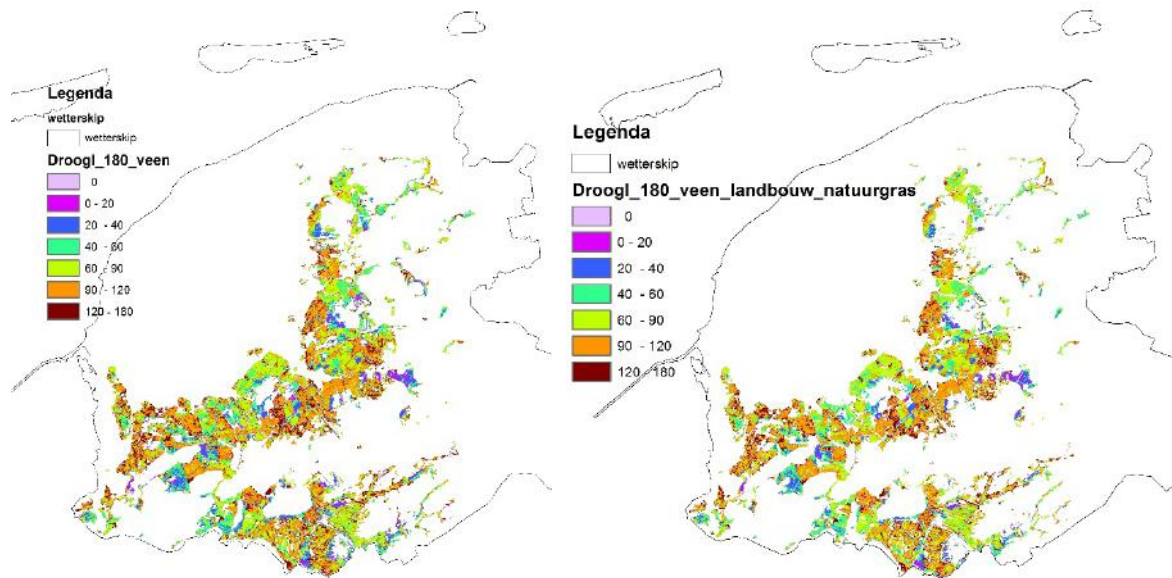 Legenda
wetterskip
wetterskip
Droogl_180_veen
0
0 - 20
20 - 40
40 - 60
60 - 90
90 - 120
120 - 180
Legenda
wetterskip
Droogl_180_veen_landbouw_natuurgras
0
0 - 20
20 - 40
40 - 60
60 - 90
90 - 120
120 - 180